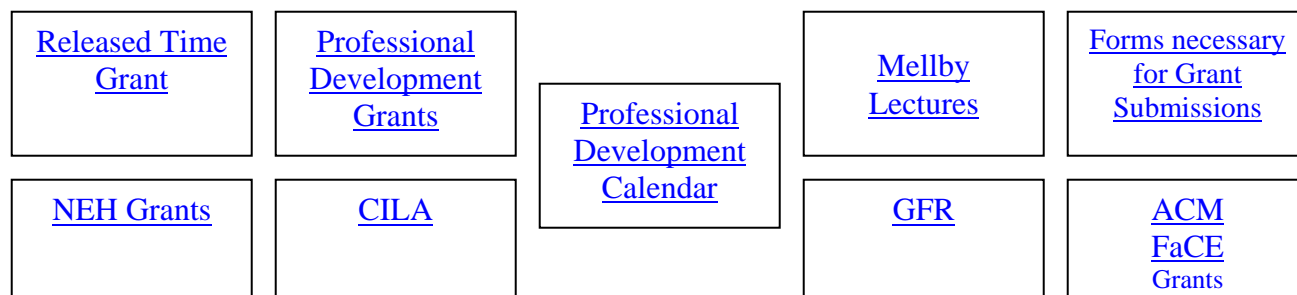 Released Time
Grant
Professional
Development
Grants
Professional
Development
Calendar
Mellby
Lectures
Forms necessary
for Grant
Submissions
NEH Grants
CILA
GFR
ACM
FaCE
Grants